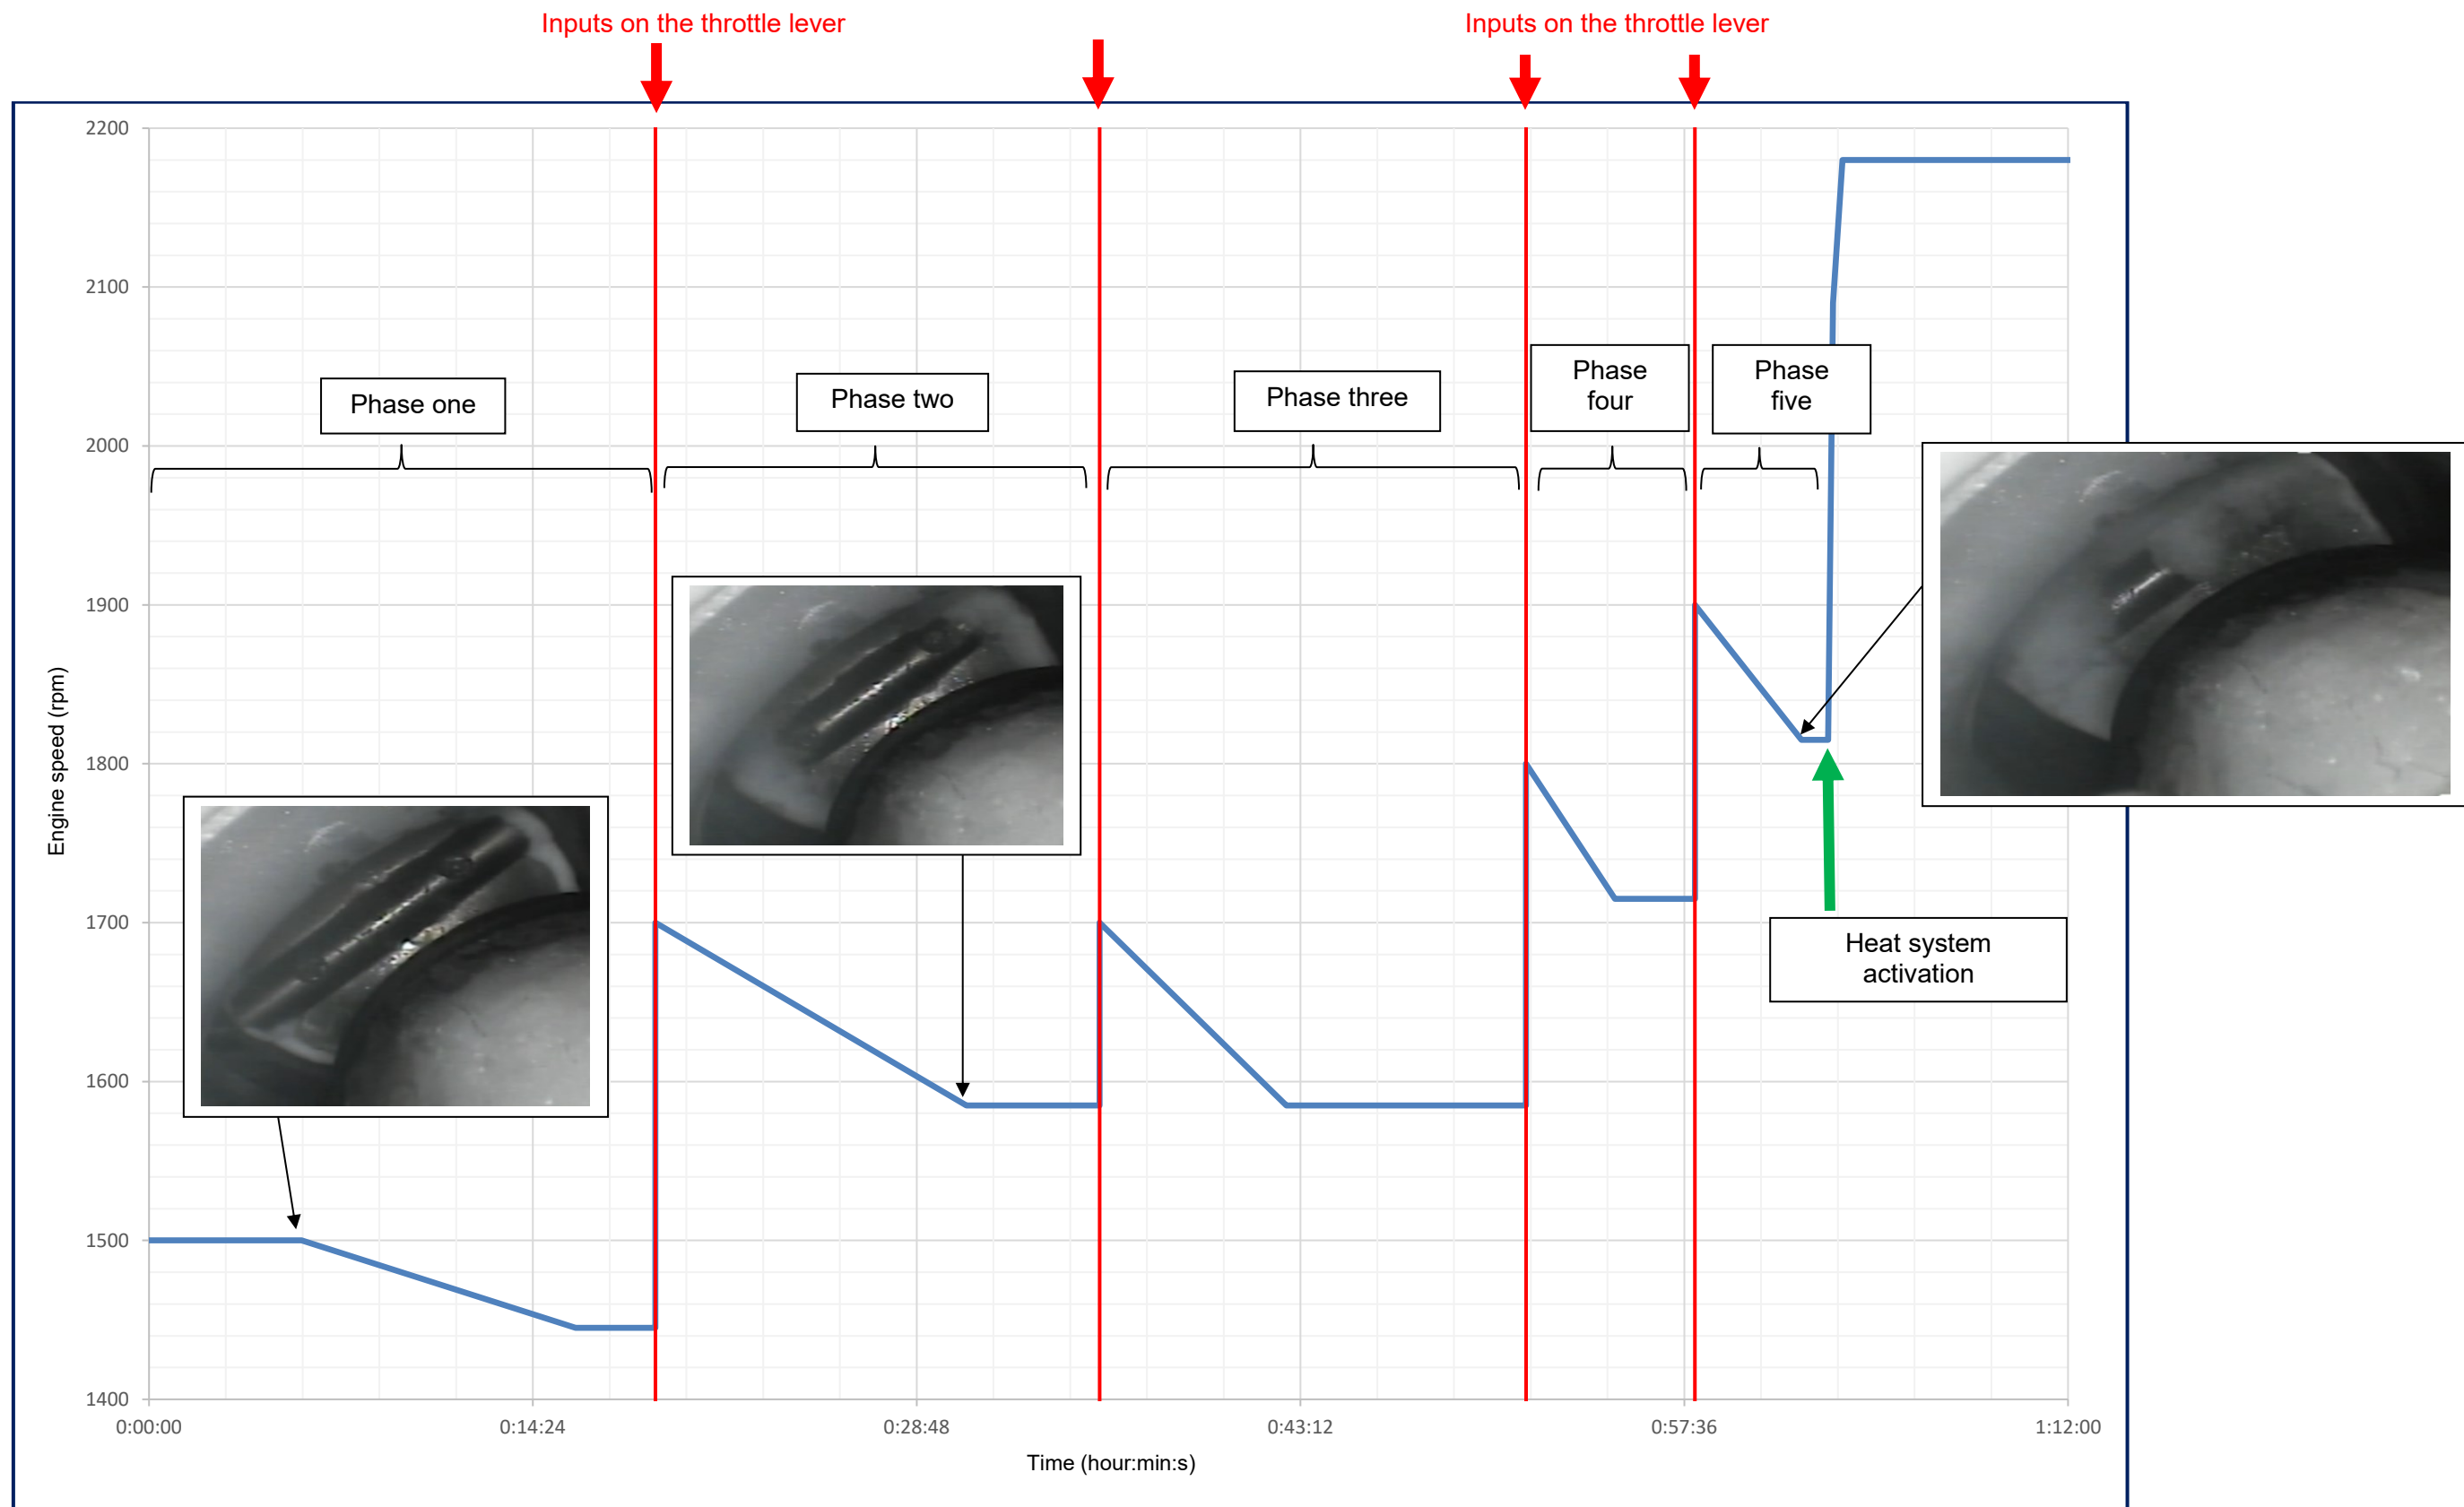 Inputs on the throttle lever
Inputs on the throttle lever
2200
2100
2000
1900
1800
1700
1600
1500
1400
Engine speed (rpm)
Phase one
Phase two
Phase three
Phase
four
Phase
five
Heat system
activation
0:00:00
0:14:24
0:28:48
0:43:12
0:57:36
1:12:00
Time (hour:min:s)